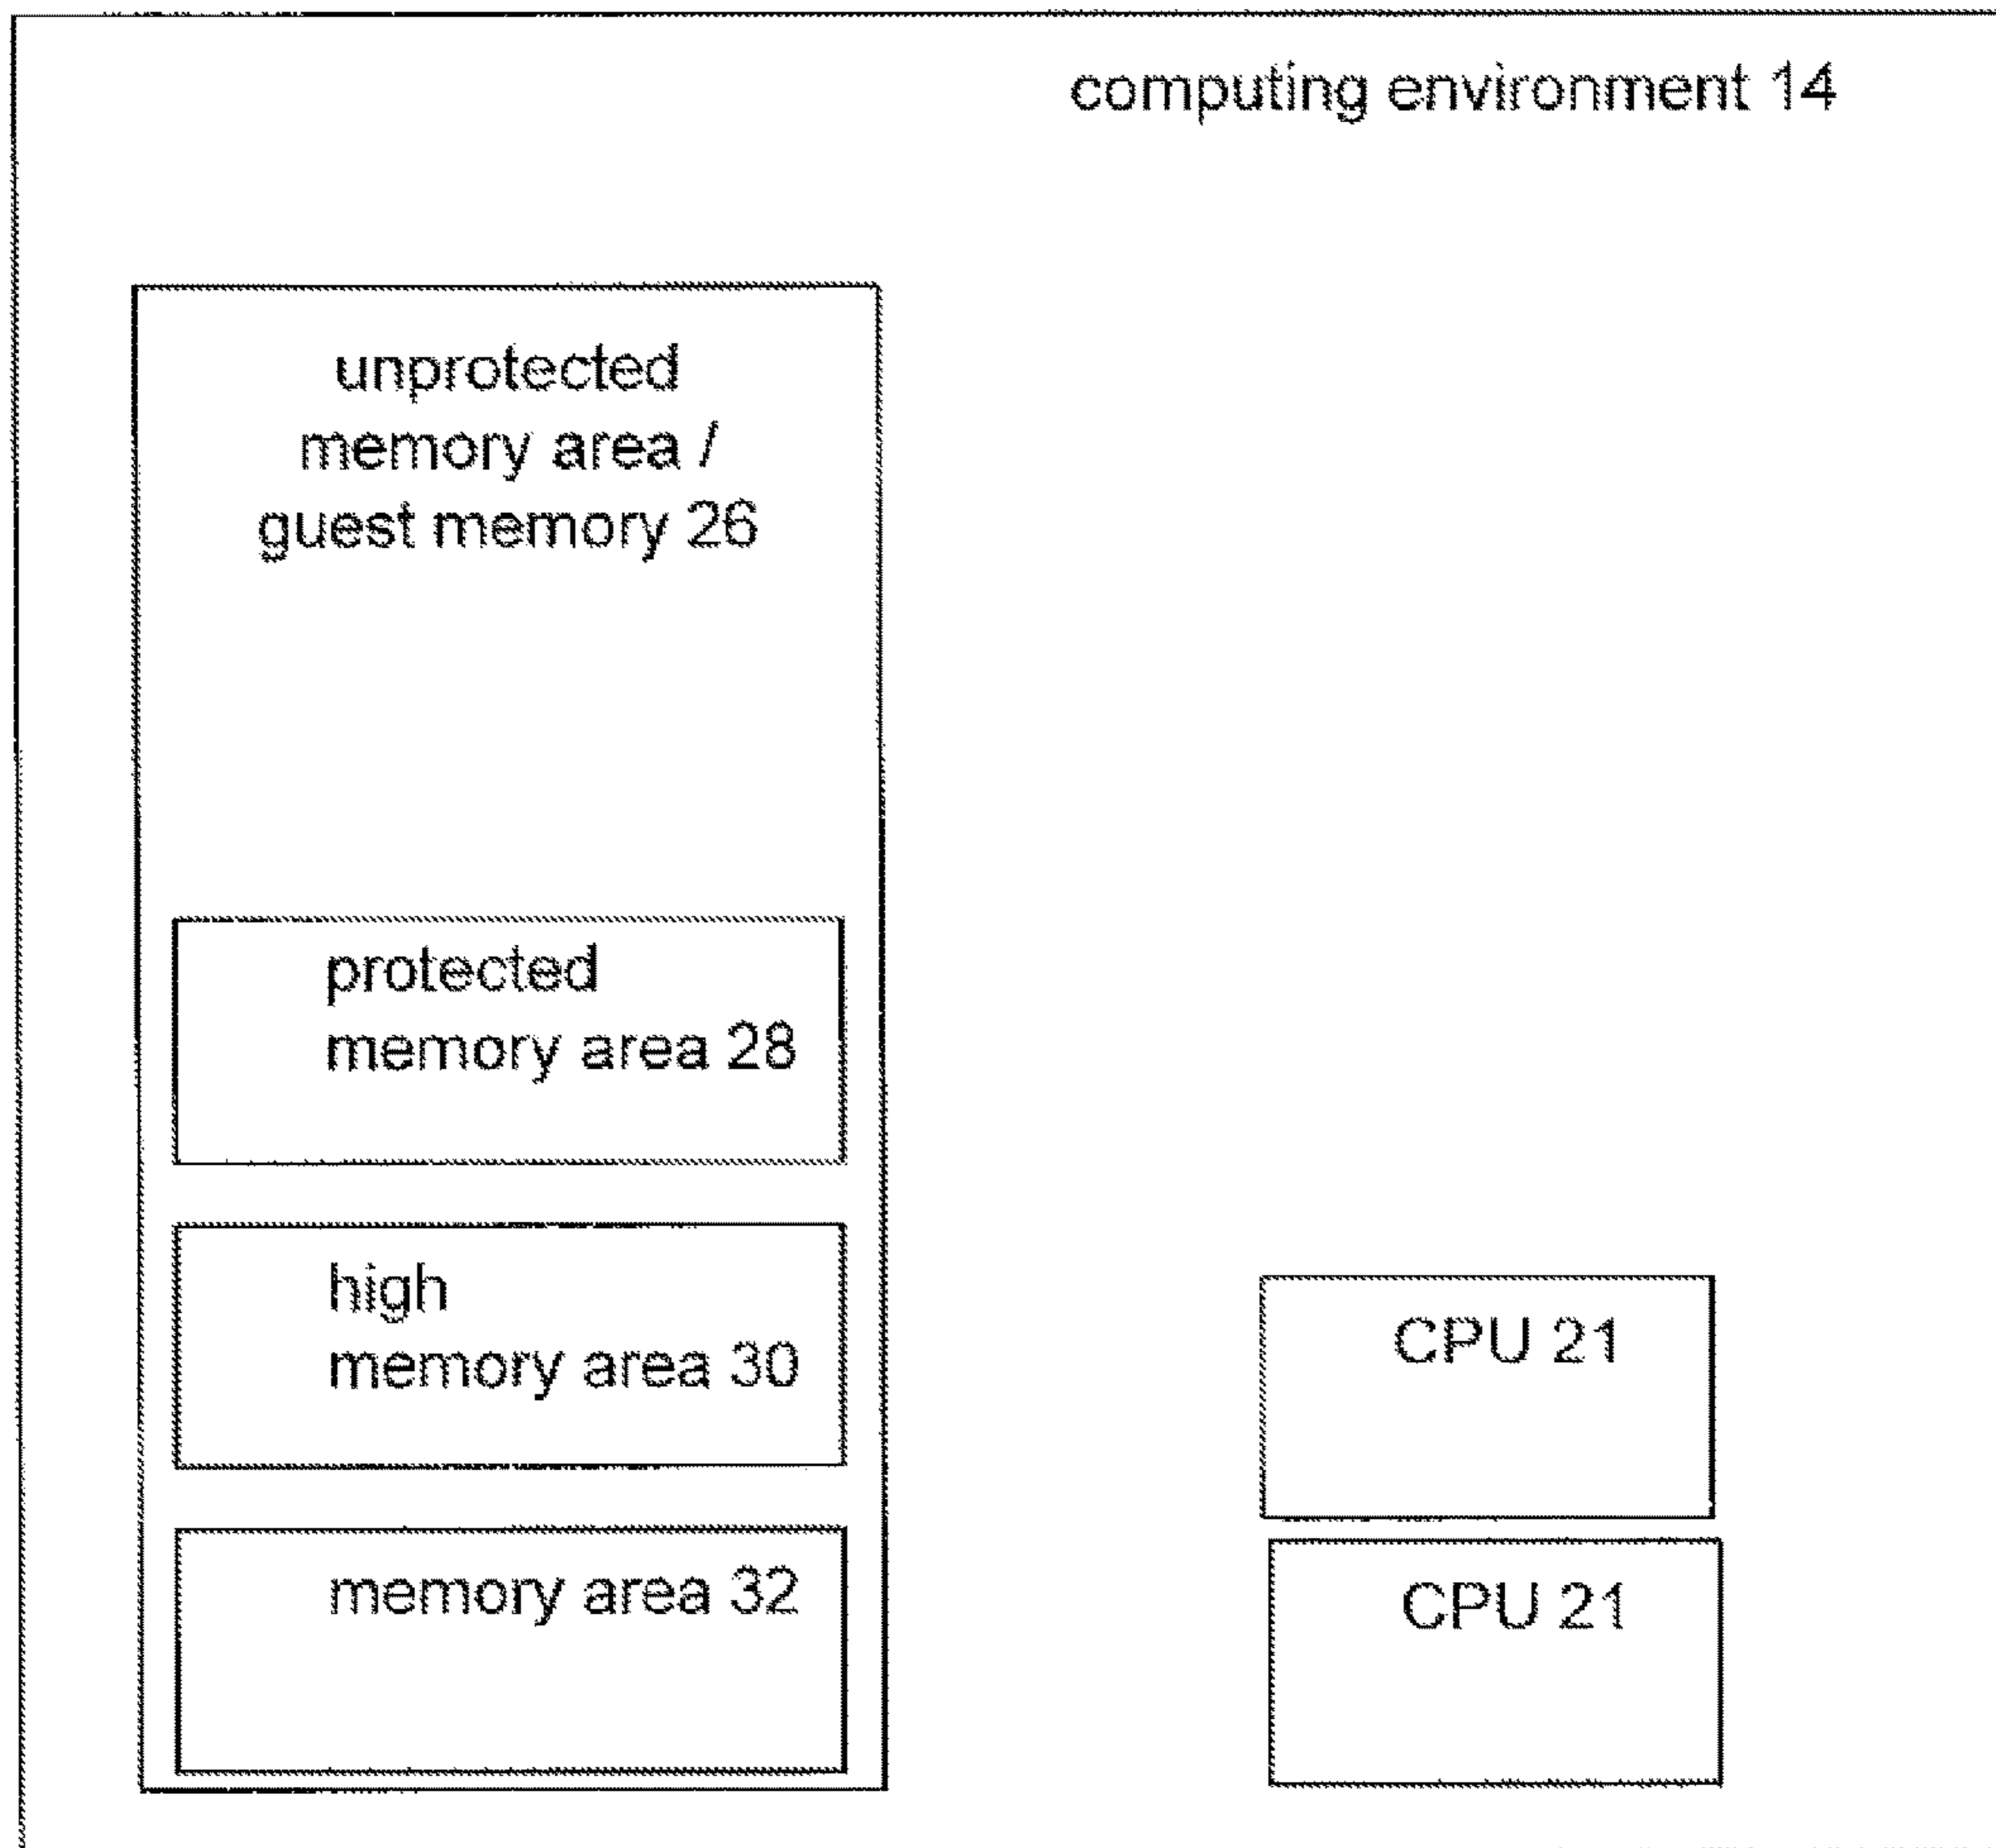 computing environment 14
unprotected
memory area /
guest memory 26
protected
memory area 28
high
memory area 30
memory area 32
CPU 21
CPU 21